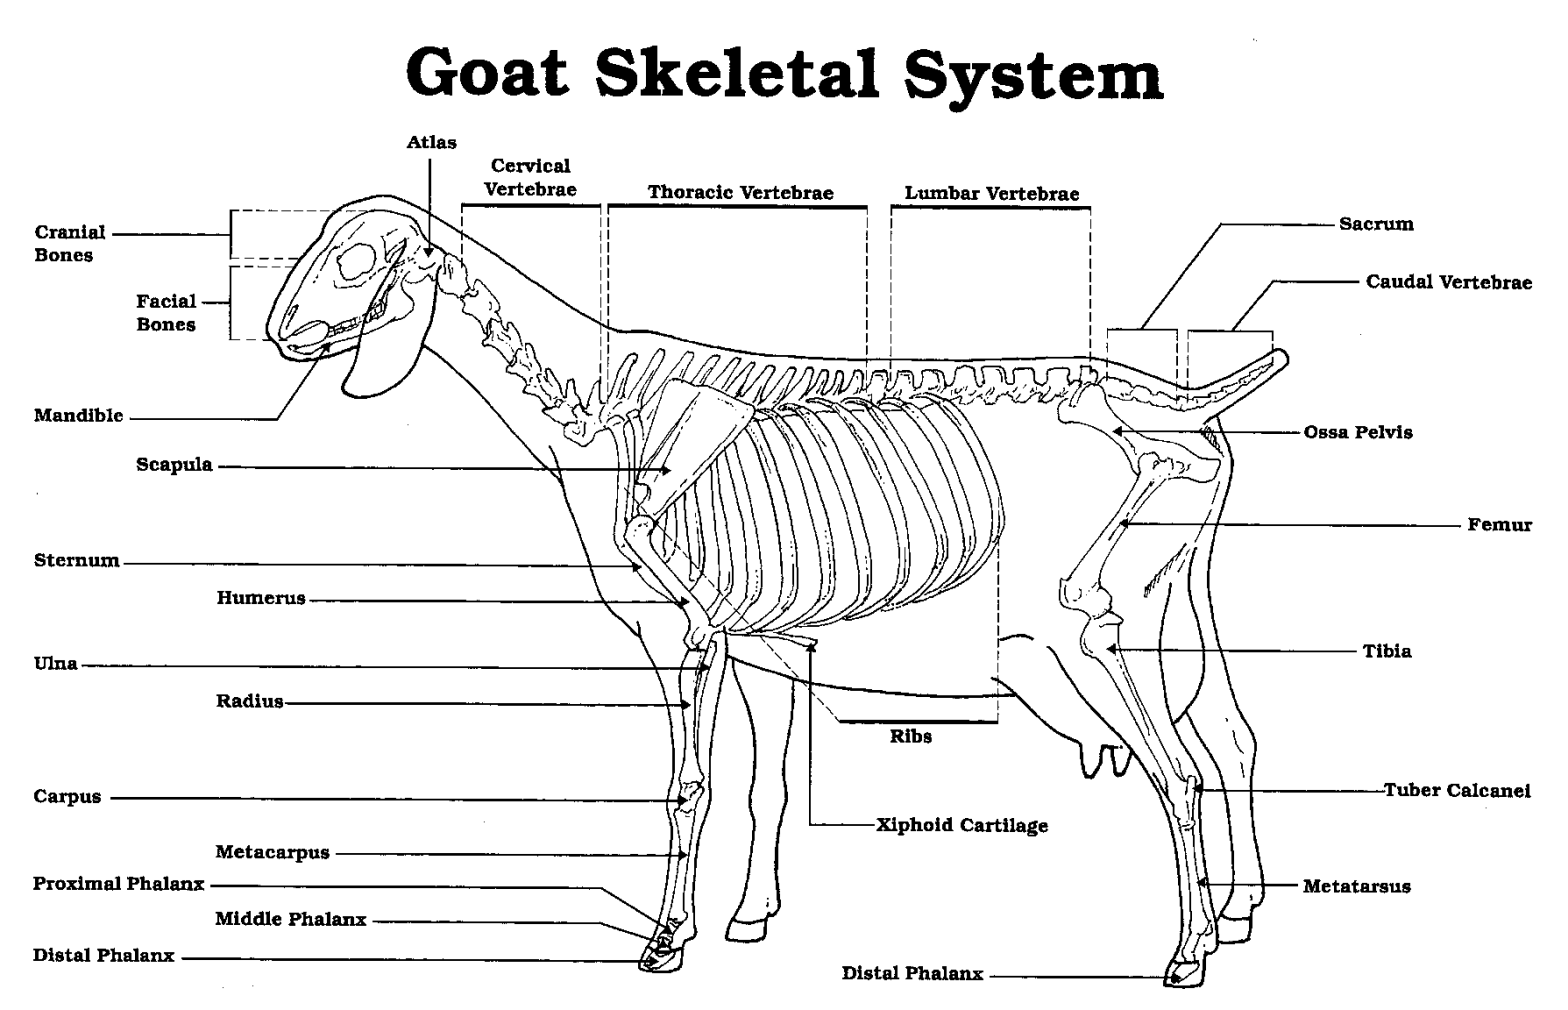 Goat Skeletal System
Atlas
Cervical
Vertebrae
Thoracic Vertebrae
Lumbar Vertebrae
Sacrum
Caudal Vertebrae
Cranial
Bones
Facial
Bones
Mandible
Scapula
Sternum
Humerus
Ulna
Radius
Carpus
Metacarpus
Proximal Phalanx
Middle Phalanx
Distal Phalanx
Ossa Pelvis
Femur
Tibia
Ribs
Tuber Calcanei
Xiphoid Cartilage
Metatarsus
Distal Phalanx